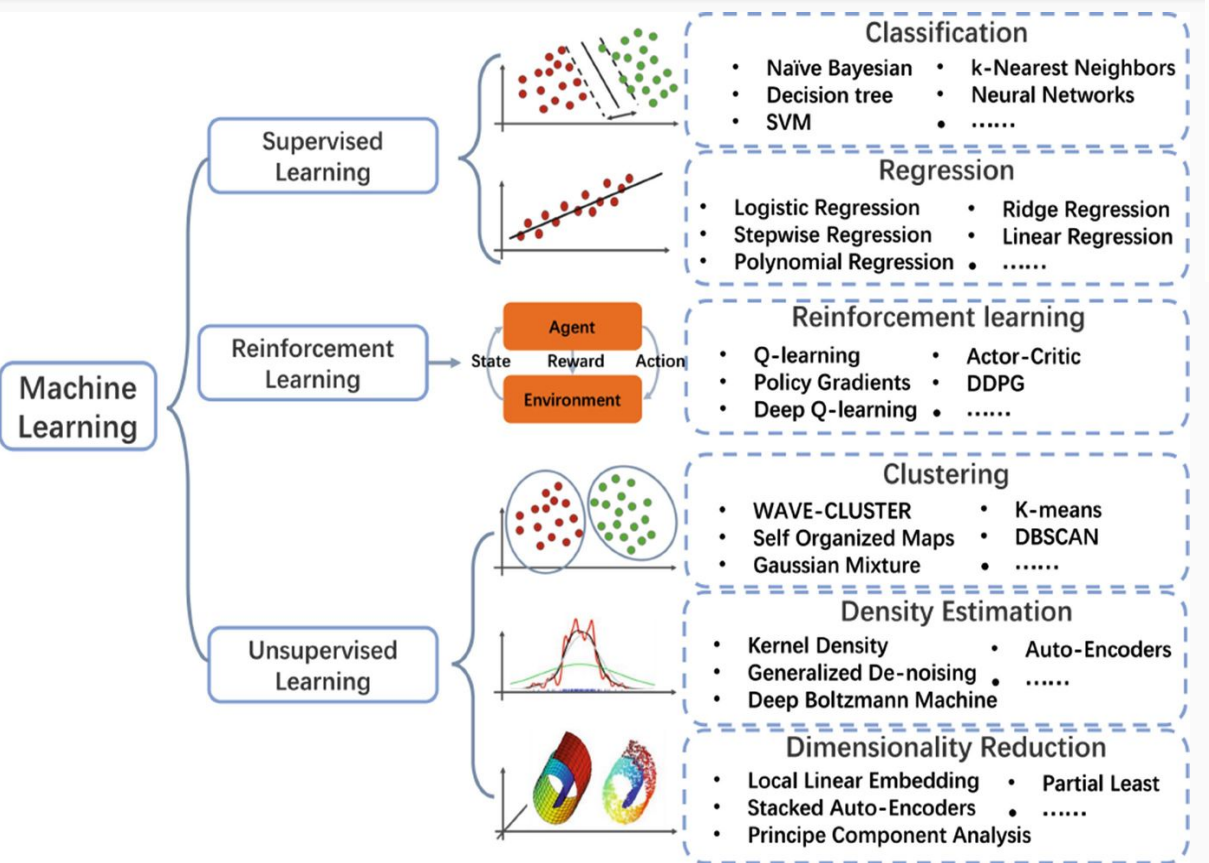 Machine
Learning
Supervised
Learning
Reinforcement
Learning
Unsupervised
Learning
Agent
State Reward Action
Environment
Classification
• Naïve Bayesian • k-Nearest Neighbors
• Decision tree • Neural Networks
• SVM • ······
Regression
• Logistic Regression • Ridge Regression
• Stepwise Regression • Linear Regression
• Polynomial Regression • ······
Reinforcement learning
• Q-learning • Actor-Critic
• Policy Gradients • DDPG
• Deep Q-learning • ······
Clustering
• WAVE-CLUSTER • K-means
• Self Organized Maps • DBSCAN
• Gaussian Mixture • ······
Density Estimation
• Kernel Density • Auto-Encoders
• Generalized De-noising • ······
• Deep Boltzmann Machine
Dimensionality Reduction
• Local Linear Embedding • Partial Least
• Stacked Auto-Encoders • ······
• Principe Component Analysis